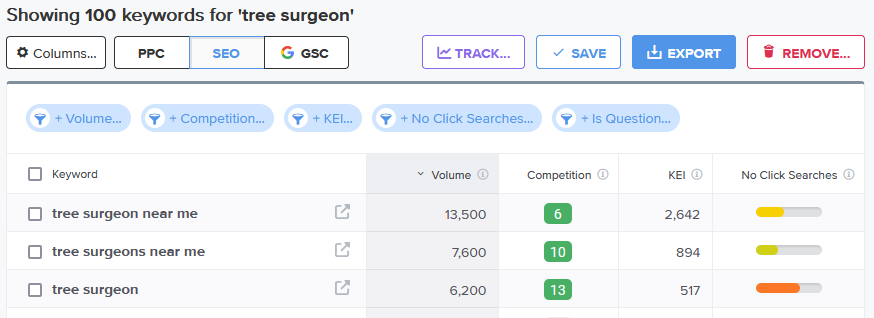 Showing 100 keywords for 'tree surgeon'
Columns... PPC SEO GSC TRACK... SAVE EXPORT REMOVE...
+ Volume... + Competition... + KEI... + No Click Searches... + Is Question...
Keyword Volume Competition KEI No Click Searches
tree surgeon near me 13,500 6 2,642
tree surgeons near me 7,600 10 894
tree surgeon 6,200 13 517